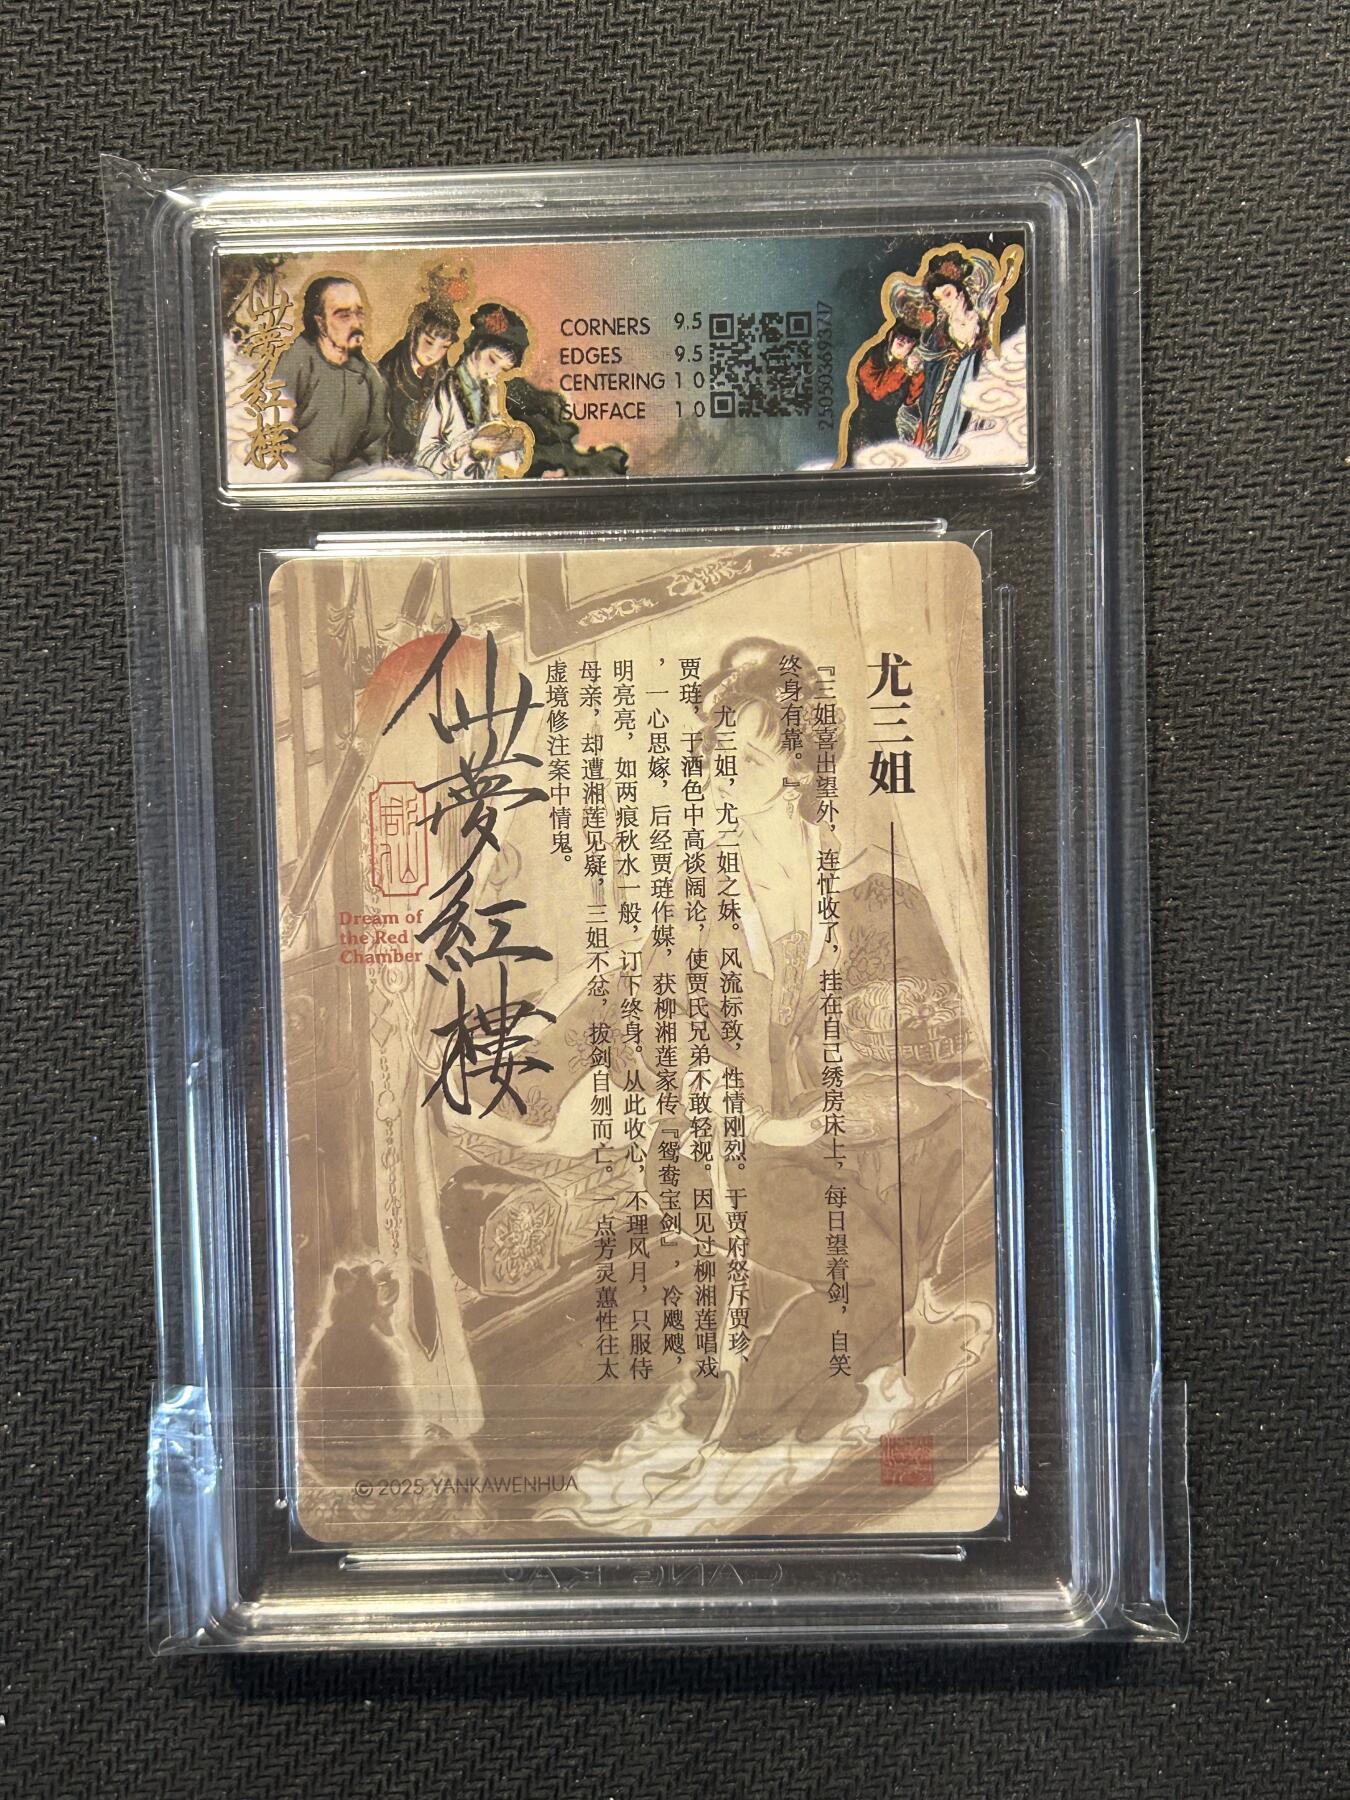 仙梦红楼
CORNERS 9.5
EDGES 9.5
CENTERING 10
SURFACE 10
尤三姐
『三姐喜出望外，连忙收了，挂在自己绣房床上，每日望着剑，自笑
终身有靠。』
尤三姐，尤二姐之妹。风流标致，性情刚烈。于贾府怒斥贾珍、
贾琏，于酒色中高谈阔论，使贾氏兄弟不敢轻视。因见过柳湘莲唱戏
，一心思嫁，后经贾琏作媒，获柳湘莲家传『鸳鸯宝剑』，冷飕飕，
明亮亮，如两痕秋水一般，订下终身。从此收心，不理风月，只服侍
母亲，却遭湘莲见疑，三姐不忿，拔剑自刎而亡。一点芳灵蕙性往太
虚境修注案中情鬼。
仙夢紅樓
Dream of
the Red
Chamber
© 2025 YANKAWENHUA